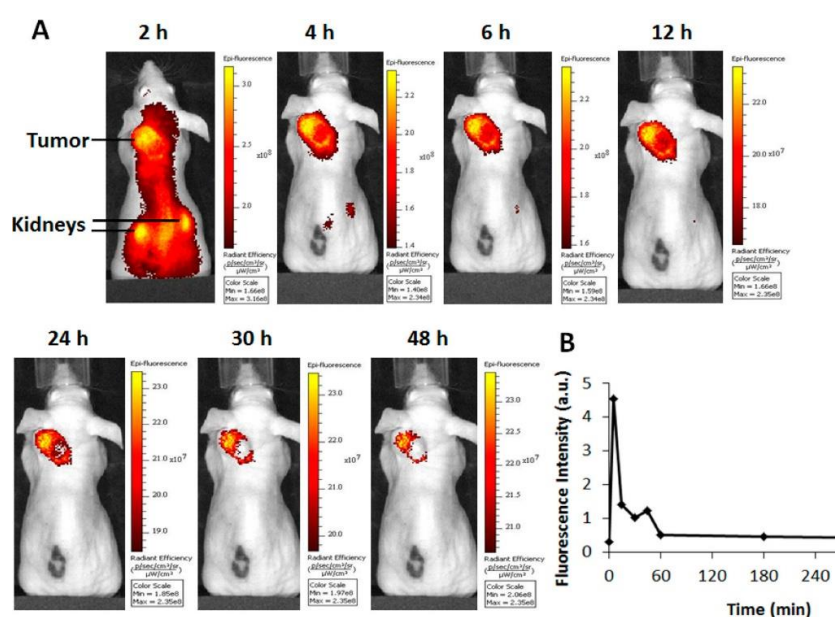 A
2 h
4 h
6 h
12 h
Tumor
Kidneys
Epi-fluorescence
3.0
2.5
x10⁸
2.0
Radiant Efficiency
(p/sec/cm²/sr / µW/cm²)
Color Scale
Min = 1.66e8
Max = 3.16e8
Epi-fluorescence
2.2
2.0
x10⁸
1.8
1.6
1.4
Radiant Efficiency
(p/sec/cm²/sr / µW/cm²)
Color Scale
Min = 1.40e8
Max = 2.34e8
Epi-fluorescence
2.2
2.0
x10⁸
1.8
1.6
Radiant Efficiency
(p/sec/cm²/sr / µW/cm²)
Color Scale
Min = 1.59e8
Max = 2.34e8
Epi-fluorescence
22.0
20.0
x10⁷
18.0
Radiant Efficiency
(p/sec/cm²/sr / µW/cm²)
Color Scale
Min = 1.66e8
Max = 2.35e8
24 h
30 h
48 h
Epi-fluorescence
23.0
22.0
x10⁷
21.0
20.0
19.0
Radiant Efficiency
(p/sec/cm²/sr / µW/cm²)
Color Scale
Min = 1.85e8
Max = 2.35e8
Epi-fluorescence
23.0
22.0
x10⁷
21.0
20.0
Radiant Efficiency
(p/sec/cm²/sr / µW/cm²)
Color Scale
Min = 1.97e8
Max = 2.35e8
Epi-fluorescence
23.0
22.0
x10⁷
21.0
Radiant Efficiency
(p/sec/cm²/sr / µW/cm²)
Color Scale
Min = 2.06e8
Max = 2.35e8
B
Fluorescence Intensity (a.u.)
5
4
3
2
1
0
0 60 120 180 240
Time (min)